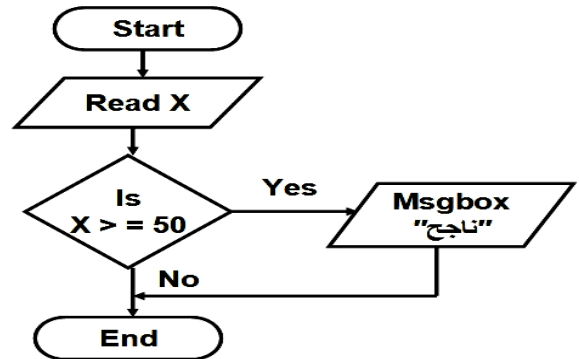 Start
Read X
Is
X > = 50
Yes
Msgbox
"ناجح"
No
End